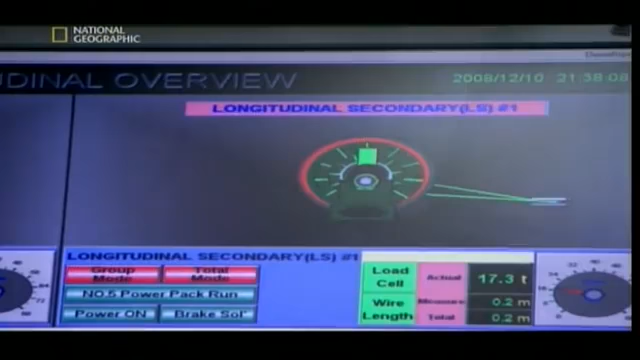 NATIONAL
GEOGRAPHIC
UDINAL OVERVIEW
2008/12/10 21:38:08
LONGITUDINAL SECONDARY(LS) #1
LONGITUDINAL SECONDARY(LS) #1
Group Mode
Total Mode
NO.5 Power Pack Run
Power ON
Brake Sol'
Load Cell
Actual
17.3 t
Wire Length
Measure
0.2 m
Total
0.2 m